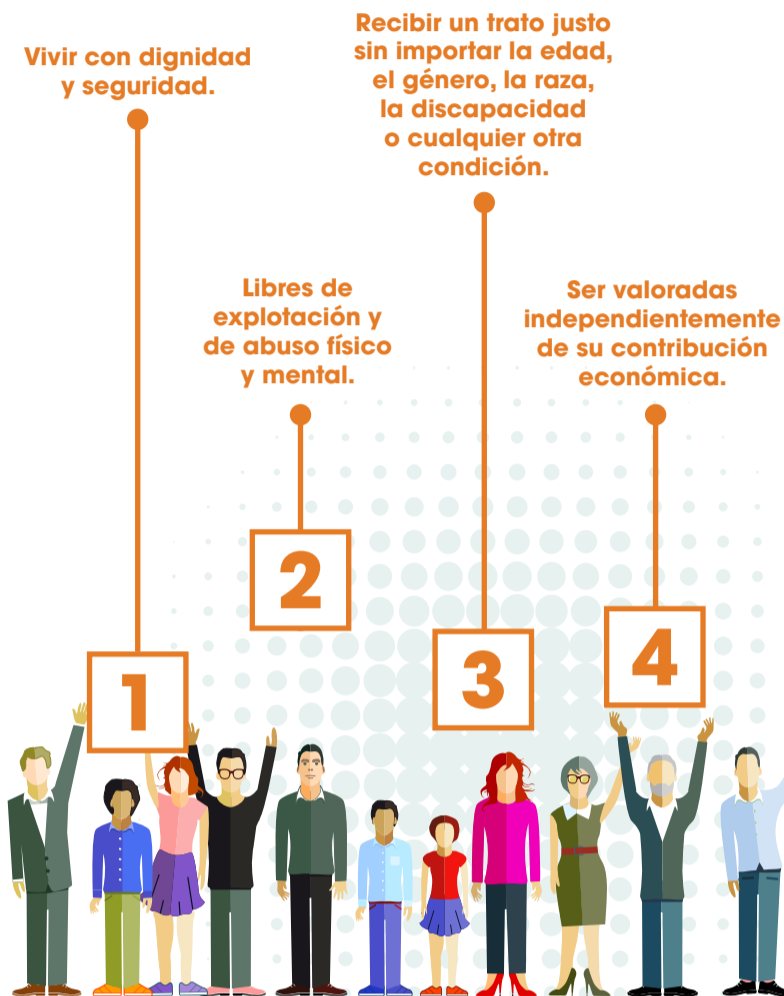 Vivir con dignidad
y seguridad.
1
Libres de
explotación y
de abuso físico
y mental.
2
Recibir un trato justo
sin importar la edad,
el género, la raza,
la discapacidad
o cualquier otra
condición.
3
Ser valoradas
independientemente
de su contribución
económica.
4